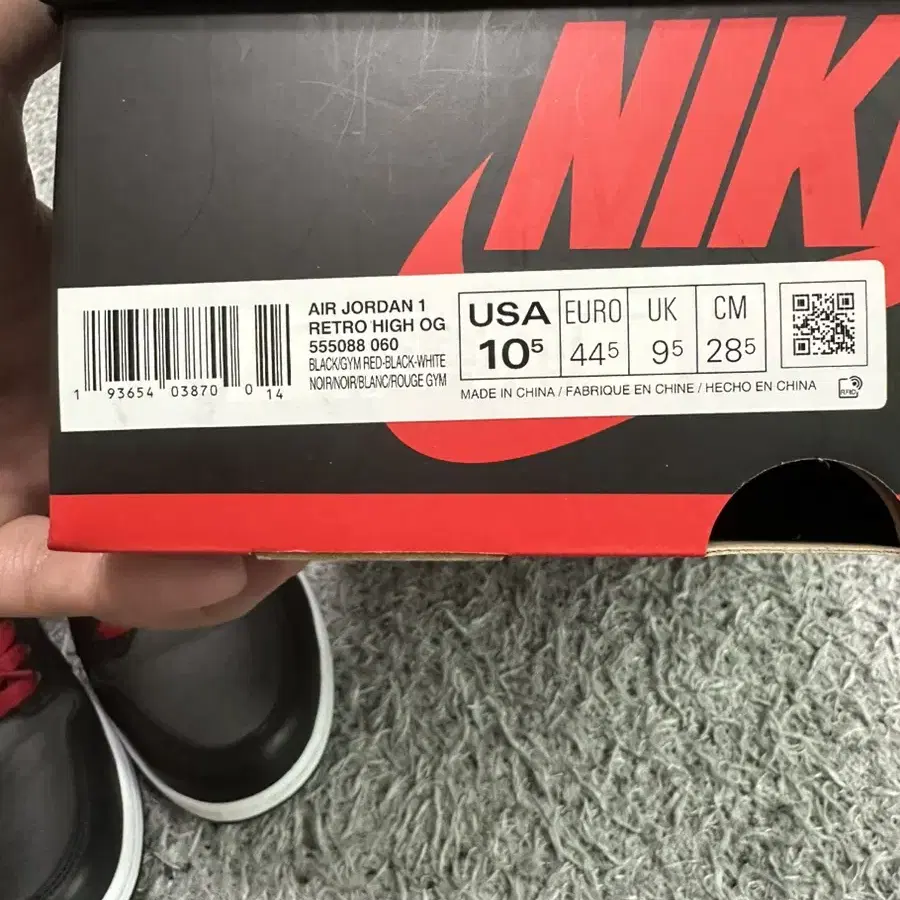 NIK
AIR JORDAN 1
RETRO HIGH OG
555088 060
BLACK/GYM RED-BLACK-WHITE
NOIR/NOIR/BLANC/ROUGE GYM
1 93654 03870 0 14
USA EURO UK CM
10⁵ 44⁵ 9⁵ 28⁵
MADE IN CHINA / FABRIQUE EN CHINE / HECHO EN CHINA
RFID